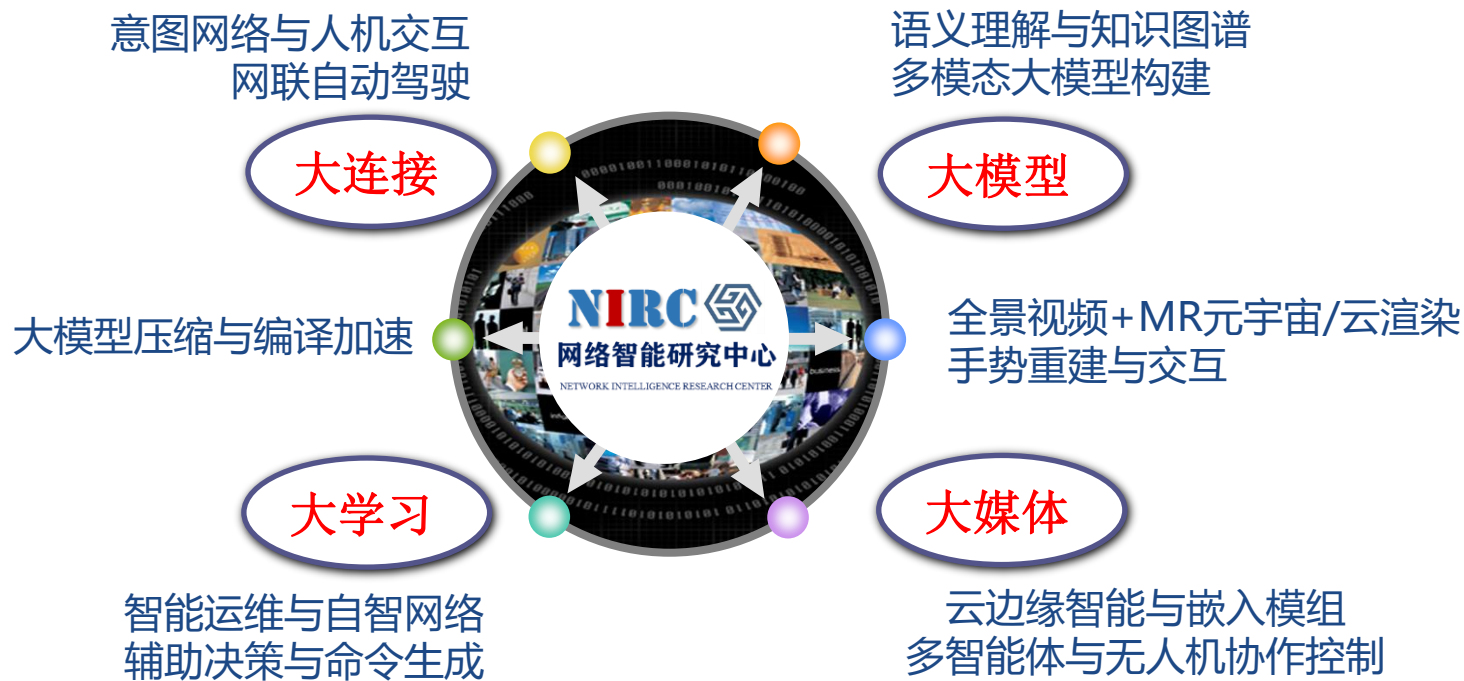 意图网络与人机交互
网联自动驾驶
语义理解与知识图谱
多模态大模型构建
大连接
大模型
大模型压缩与编译加速
NIRC
网络智能研究中心
NETWORK INTELLIGENCE RESEARCH CENTER
全景视频+MR元宇宙/云渲染
手势重建与交互
大学习
大媒体
智能运维与自智网络
辅助决策与命令生成
云边缘智能与嵌入模组
多智能体与无人机协作控制